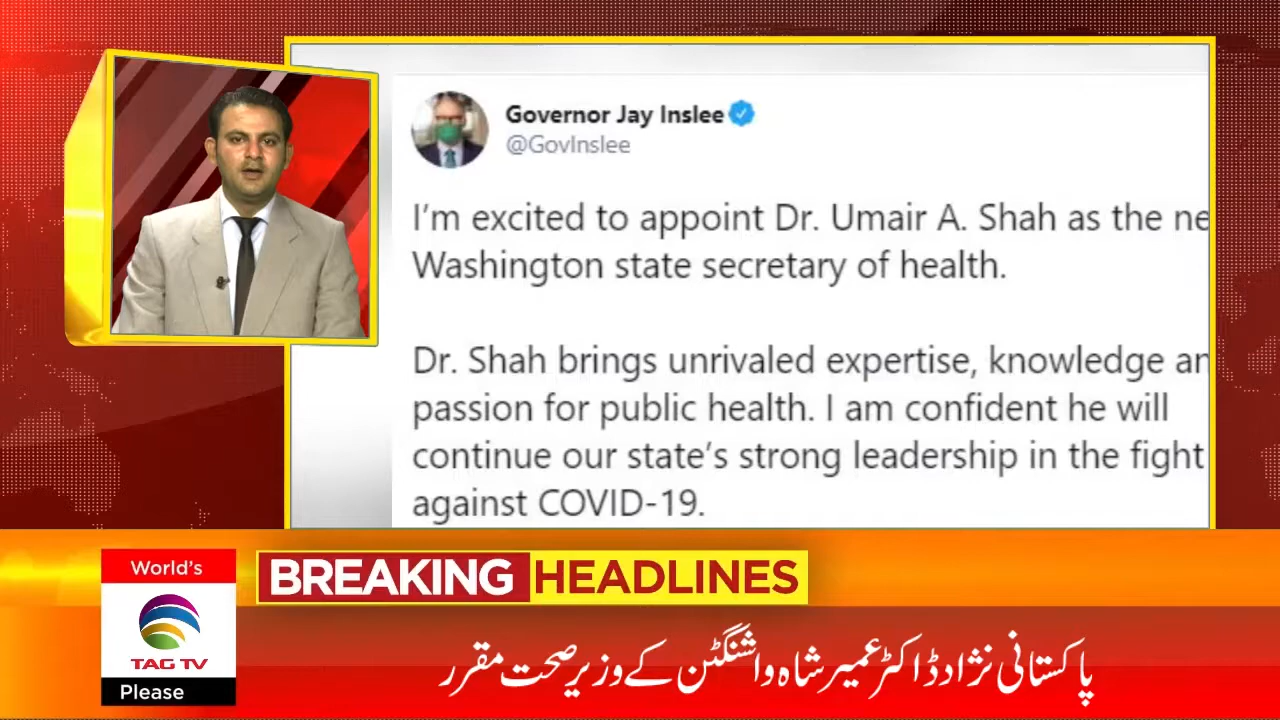 Governor Jay Inslee
@GovInslee
I'm excited to appoint Dr. Umair A. Shah as the ne
Washington state secretary of health.
Dr. Shah brings unrivaled expertise, knowledge an
passion for public health. I am confident he will
continue our state's strong leadership in the fight
against COVID-19.
World's
TAG TV
Please
BREAKING HEADLINES
پاکستانی نژاد ڈاکٹر عمیر شاہ واشنگٹن کے وزیر صحت مقرر